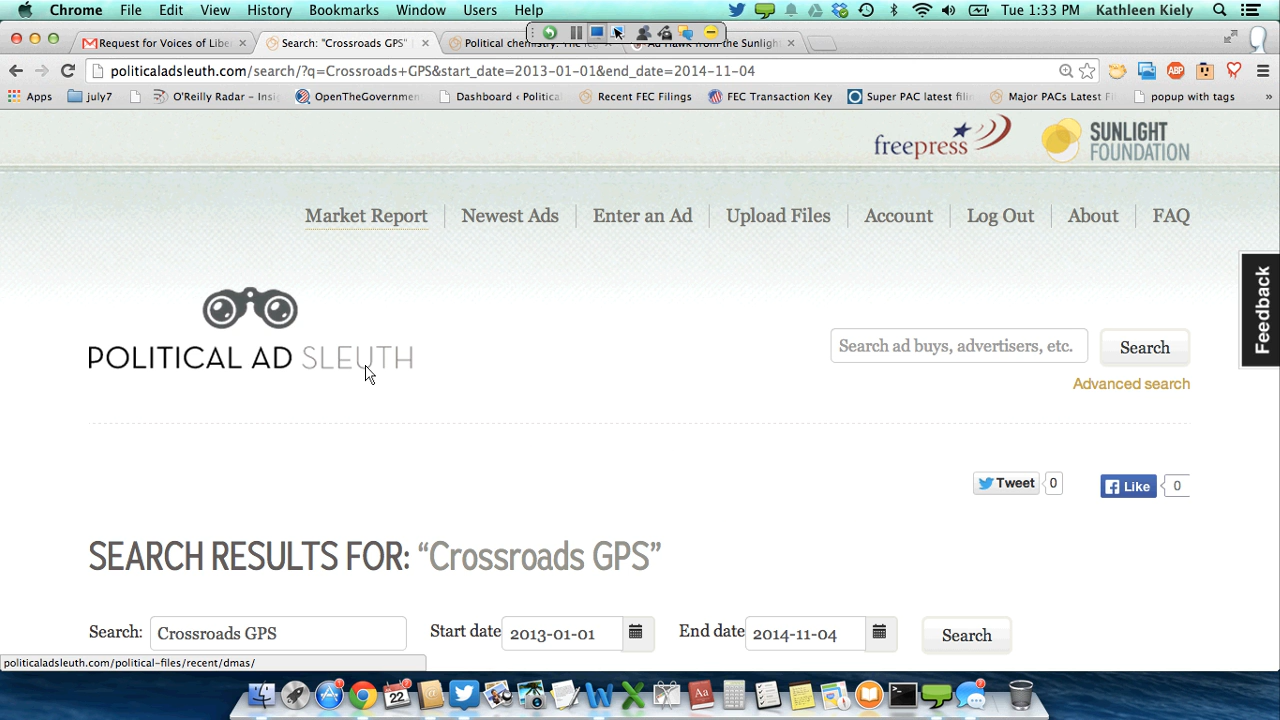 Chrome File Edit View History Bookmarks Window Users Help Tue 1:33 PM Kathleen Kiely
Request for Voices of Liber Search: "Crossroads GPS" Political chemistry: The leg Ad Hawk from the Sunligh
politicaladsleuth.com/search/?q=Crossroads+GPS&start_date=2013-01-01&end_date=2014-11-04
Apps july7 O'Reilly Radar - Insig OpenTheGovernmen Dashboard ‹ Political Recent FEC Filings FEC Transaction Key Super PAC latest filin Major PACs Latest F popup with tags »
freepress SUNLIGHT
FOUNDATION
Market Report Newest Ads Enter an Ad Upload Files Account Log Out About FAQ
Feedback
POLITICAL AD SLEUTH
Search ad buys, advertisers, etc. Search
Advanced search
Tweet 0 Like 0
SEARCH RESULTS FOR: “Crossroads GPS”
Search: Crossroads GPS Start date 2013-01-01 End date 2014-11-04 Search
politicaladsleuth.com/political-files/recent/dmas/
22